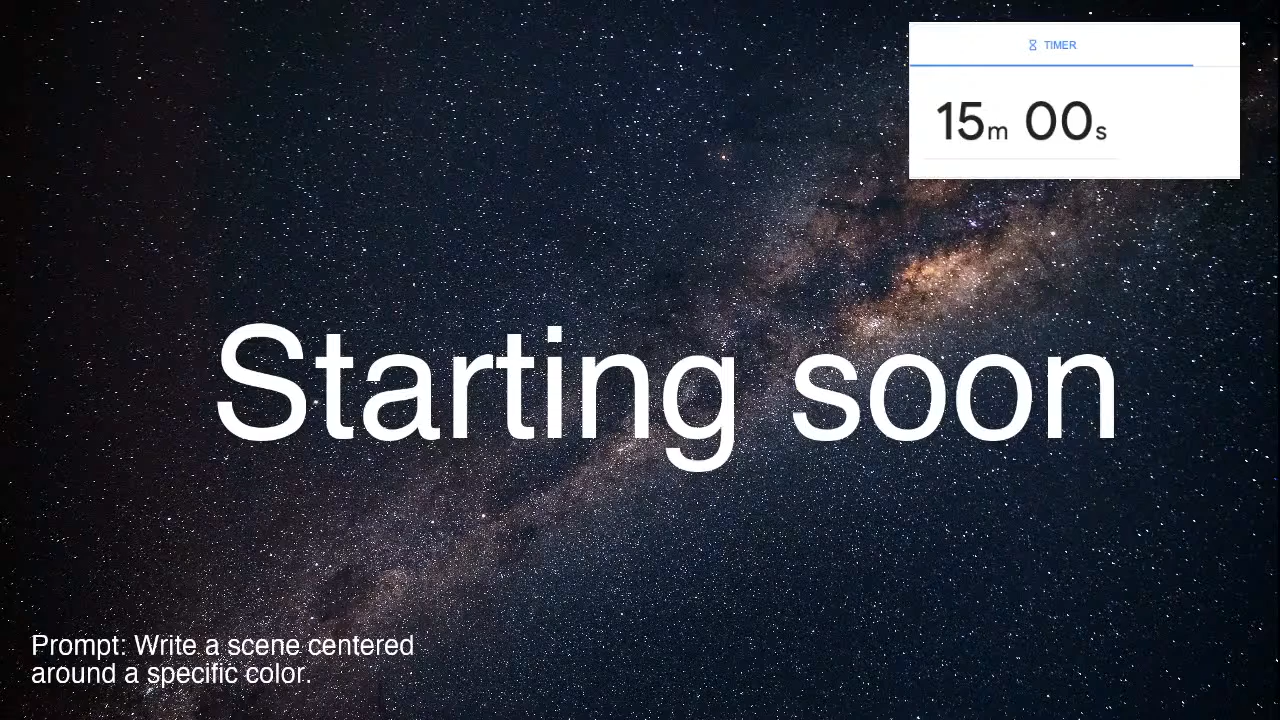 TIMER
15m 00s
Starting soon
Prompt: Write a scene centered
around a specific color.